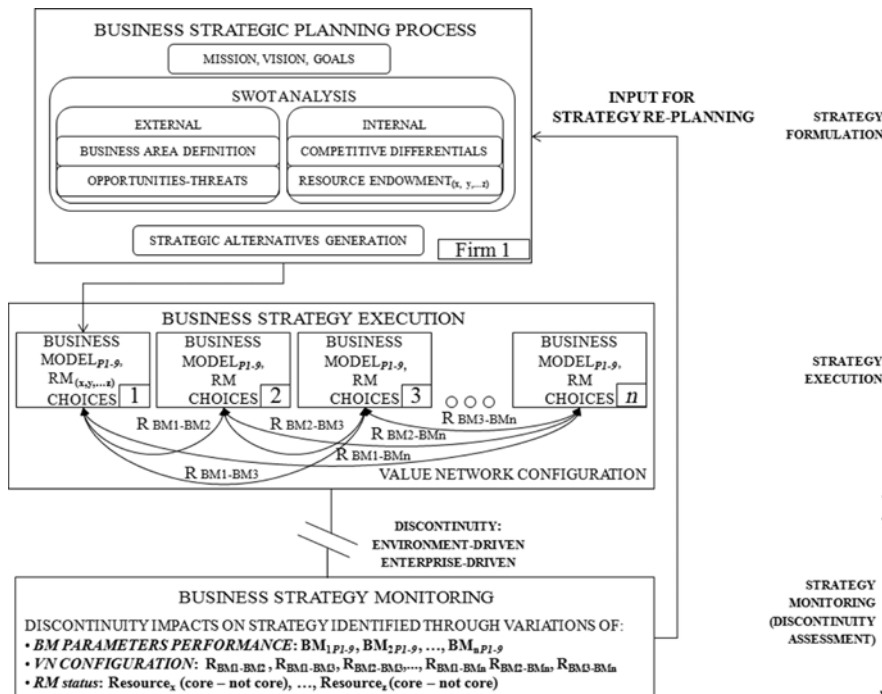 BUSINESS STRATEGIC PLANNING PROCESS
MISSION, VISION, GOALS
SWOT ANALYSIS
EXTERNAL
BUSINESS AREA DEFINITION
OPPORTUNITIES-THREATS
INTERNAL
COMPETITIVE DIFFERENTIALS
RESOURCE ENDOWMENT(x, y,...z)
STRATEGIC ALTERNATIVES GENERATION
Firm 1
INPUT FOR
STRATEGY RE-PLANNING
STRATEGY
FORMULATION
BUSINESS STRATEGY EXECUTION
BUSINESS
MODELP1-9,
RM(x,y,...z)
CHOICES
1
BUSINESS
MODELP1-9,
RM
CHOICES
2
BUSINESS
MODELP1-9,
RM
CHOICES
3
BUSINESS
MODELP1-9,
RM
CHOICES
n
R BM1-BM2
R BM2-BM3
R BM3-BMn
R BM2-BMn
R BM1-BMn
R BM1-BM3
VALUE NETWORK CONFIGURATION
STRATEGY
EXECUTION
DISCONTINUITY:
ENVIRONMENT-DRIVEN
ENTERPRISE-DRIVEN
BUSINESS STRATEGY MONITORING
DISCONTINUITY IMPACTS ON STRATEGY IDENTIFIED THROUGH VARIATIONS OF:
• BM PARAMETERS PERFORMANCE: BM1P1-9, BM2P1-9, ..., BMnP1-9
• VN CONFIGURATION: RBM1-BM2, RBM1-BM3, RBM2-BM3,..., RBM1-BMn RBM2-BMn, RBM3-BMn
• RM status: Resourcex (core – not core), ..., Resourcez (core – not core)
STRATEGY
MONITORING
(DISCONTINUITY
ASSESSMENT)